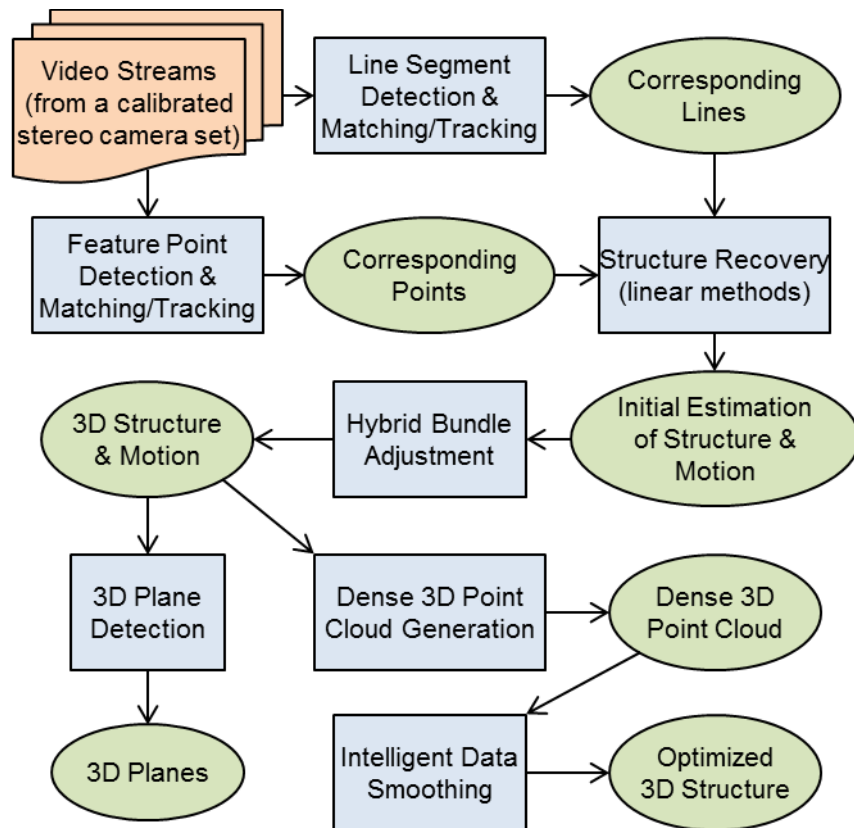 Video Streams
(from a calibrated
stereo camera set)
Line Segment
Detection &
Matching/Tracking
Corresponding
Lines
Feature Point
Detection &
Matching/Tracking
Corresponding
Points
Structure Recovery
(linear methods)
3D Structure
& Motion
Hybrid Bundle
Adjustment
Initial Estimation
of Structure &
Motion
3D Plane
Detection
Dense 3D Point
Cloud Generation
Dense 3D
Point Cloud
3D Planes
Intelligent Data
Smoothing
Optimized
3D Structure